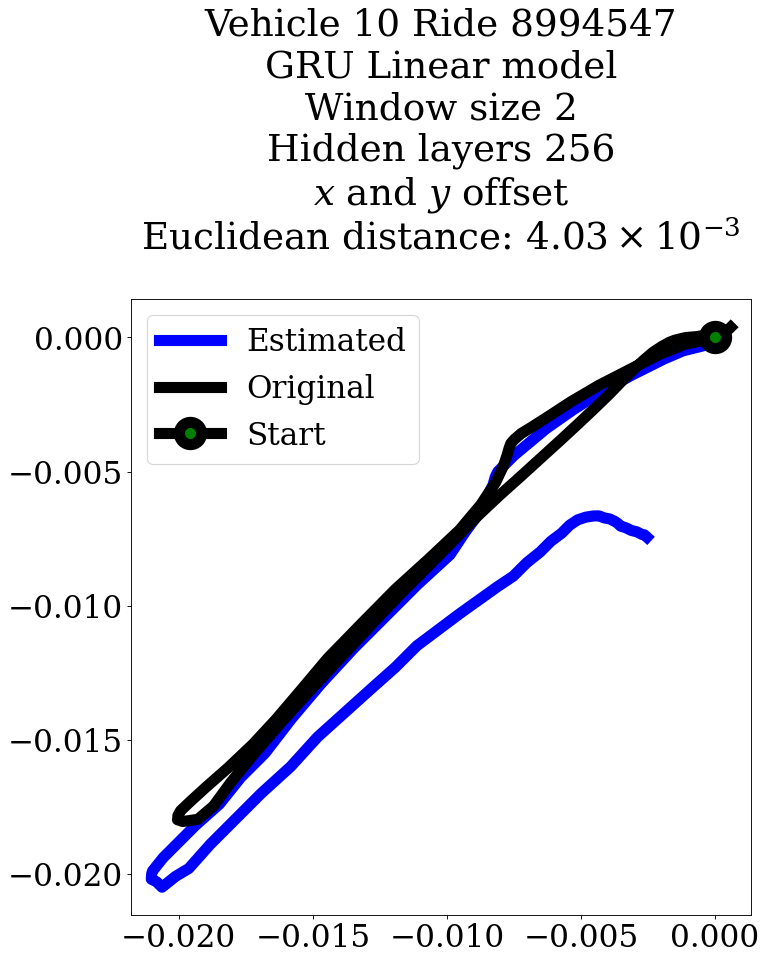 Vehicle 10 Ride 8994547
GRU Linear model
Window size 2
Hidden layers 256
x and y offset
Euclidean distance: 4.03 × 10⁻³
Estimated
Original
Start
0.000
−0.005
−0.010
−0.015
−0.020
−0.020 −0.015 −0.010 −0.005 0.000